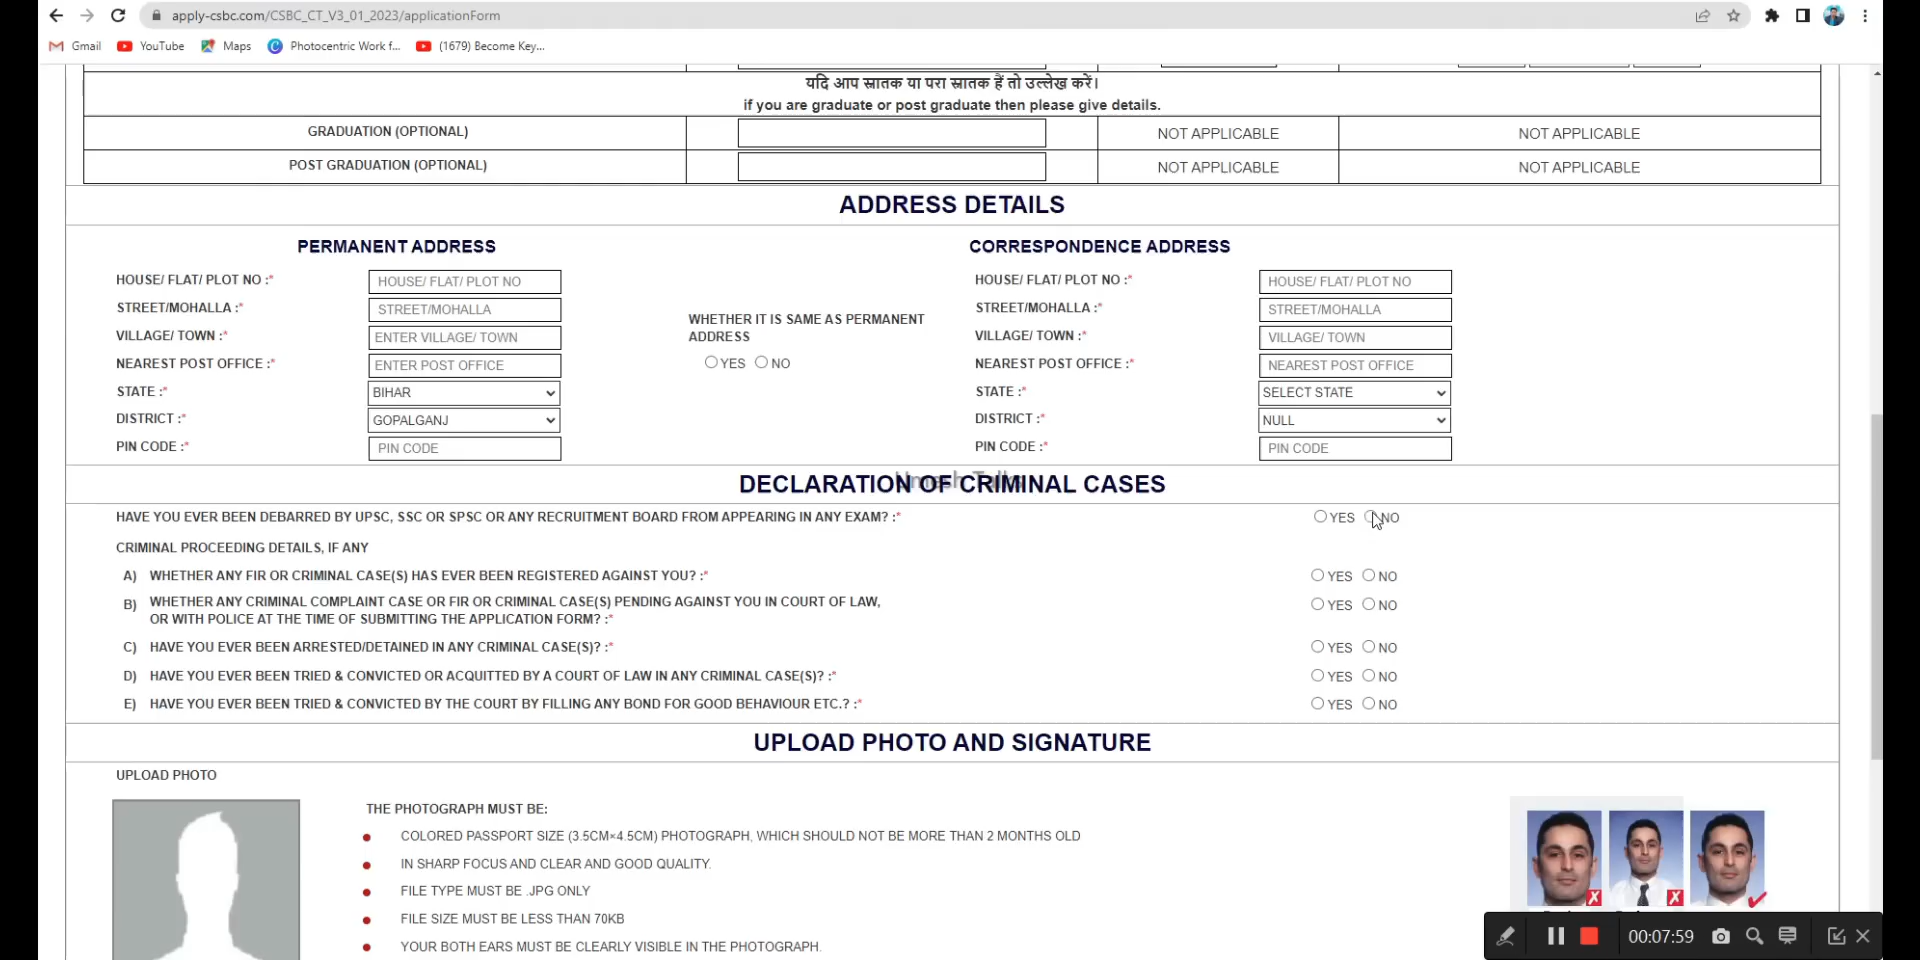 apply-csbc.com/CSBC_CT_V3_01_2023/applicationForm
Gmail YouTube Maps Photocentric Work f... (1679) Become Key...
यदि आप स्नातक या परा स्नातक हैं तो उल्लेख करें।
if you are graduate or post graduate then please give details.
GRADUATION (OPTIONAL) NOT APPLICABLE NOT APPLICABLE
POST GRADUATION (OPTIONAL) NOT APPLICABLE NOT APPLICABLE
ADDRESS DETAILS
PERMANENT ADDRESS
HOUSE/ FLAT/ PLOT NO :* HOUSE/ FLAT/ PLOT NO
STREET/MOHALLA :* STREET/MOHALLA
VILLAGE/ TOWN :* ENTER VILLAGE/ TOWN
NEAREST POST OFFICE :* ENTER POST OFFICE
STATE :* BIHAR
DISTRICT :* GOPALGANJ
PIN CODE :* PIN CODE
WHETHER IT IS SAME AS PERMANENT
ADDRESS
YES NO
CORRESPONDENCE ADDRESS
HOUSE/ FLAT/ PLOT NO :* HOUSE/ FLAT/ PLOT NO
STREET/MOHALLA :* STREET/MOHALLA
VILLAGE/ TOWN :* VILLAGE/ TOWN
NEAREST POST OFFICE :* NEAREST POST OFFICE
STATE :* SELECT STATE
DISTRICT :* NULL
PIN CODE :* PIN CODE
Umesh Talks
DECLARATION OF CRIMINAL CASES
HAVE YOU EVER BEEN DEBARRED BY UPSC, SSC OR SPSC OR ANY RECRUITMENT BOARD FROM APPEARING IN ANY EXAM? :* YES NO
CRIMINAL PROCEEDING DETAILS, IF ANY
A) WHETHER ANY FIR OR CRIMINAL CASE(S) HAS EVER BEEN REGISTERED AGAINST YOU? :* YES NO
B) WHETHER ANY CRIMINAL COMPLAINT CASE OR FIR OR CRIMINAL CASE(S) PENDING AGAINST YOU IN COURT OF LAW, YES NO
OR WITH POLICE AT THE TIME OF SUBMITTING THE APPLICATION FORM? :*
C) HAVE YOU EVER BEEN ARRESTED/DETAINED IN ANY CRIMINAL CASE(S)? :* YES NO
D) HAVE YOU EVER BEEN TRIED & CONVICTED OR ACQUITTED BY A COURT OF LAW IN ANY CRIMINAL CASE(S)? :* YES NO
E) HAVE YOU EVER BEEN TRIED & CONVICTED BY THE COURT BY FILLING ANY BOND FOR GOOD BEHAVIOUR ETC.? :* YES NO
UPLOAD PHOTO AND SIGNATURE
UPLOAD PHOTO
THE PHOTOGRAPH MUST BE:
COLORED PASSPORT SIZE (3.5CM×4.5CM) PHOTOGRAPH, WHICH SHOULD NOT BE MORE THAN 2 MONTHS OLD
IN SHARP FOCUS AND CLEAR AND GOOD QUALITY.
FILE TYPE MUST BE .JPG ONLY
FILE SIZE MUST BE LESS THAN 70KB
YOUR BOTH EARS MUST BE CLEARLY VISIBLE IN THE PHOTOGRAPH.
00:07:59